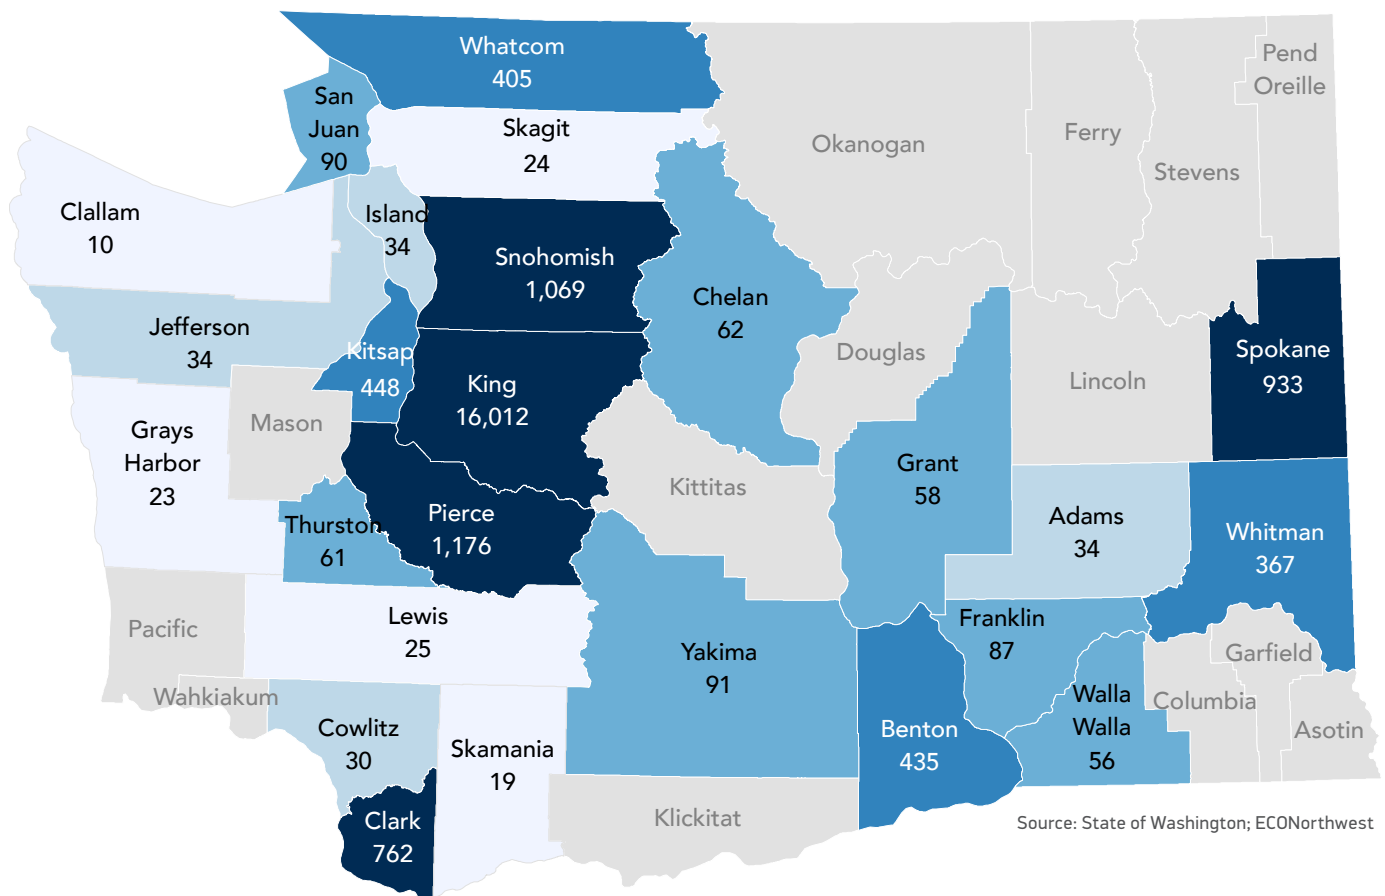 Whatcom
405
Pend
Oreille
San
Juan
90
Skagit
24
Okanogan
Ferry
Stevens
Clallam
10
Island
34
Snohomish
1,069
Chelan
62
Jefferson
34
Kitsap
448
King
16,012
Douglas
Lincoln
Spokane
933
Mason
Grays
Harbor
23
Kittitas
Grant
58
Thurston
61
Pierce
1,176
Adams
34
Whitman
367
Pacific
Lewis
25
Yakima
91
Franklin
87
Garfield
Wahkiakum
Cowlitz
30
Skamania
19
Benton
435
Walla
Walla
56
Columbia
Asotin
Clark
762
Klickitat
Source: State of Washington; ECONorthwest